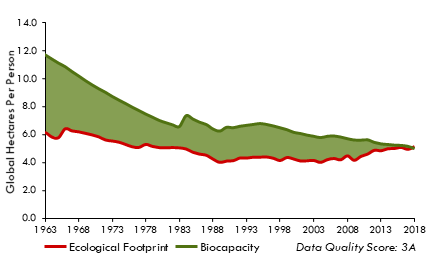 Global Hectares Per Person
14.0
12.0
10.0
8.0
6.0
4.0
2.0
0.0
1963 1968 1973 1978 1983 1988 1993 1998 2003 2008 2013 2018
Ecological Footprint Biocapacity Data Quality Score: 3A